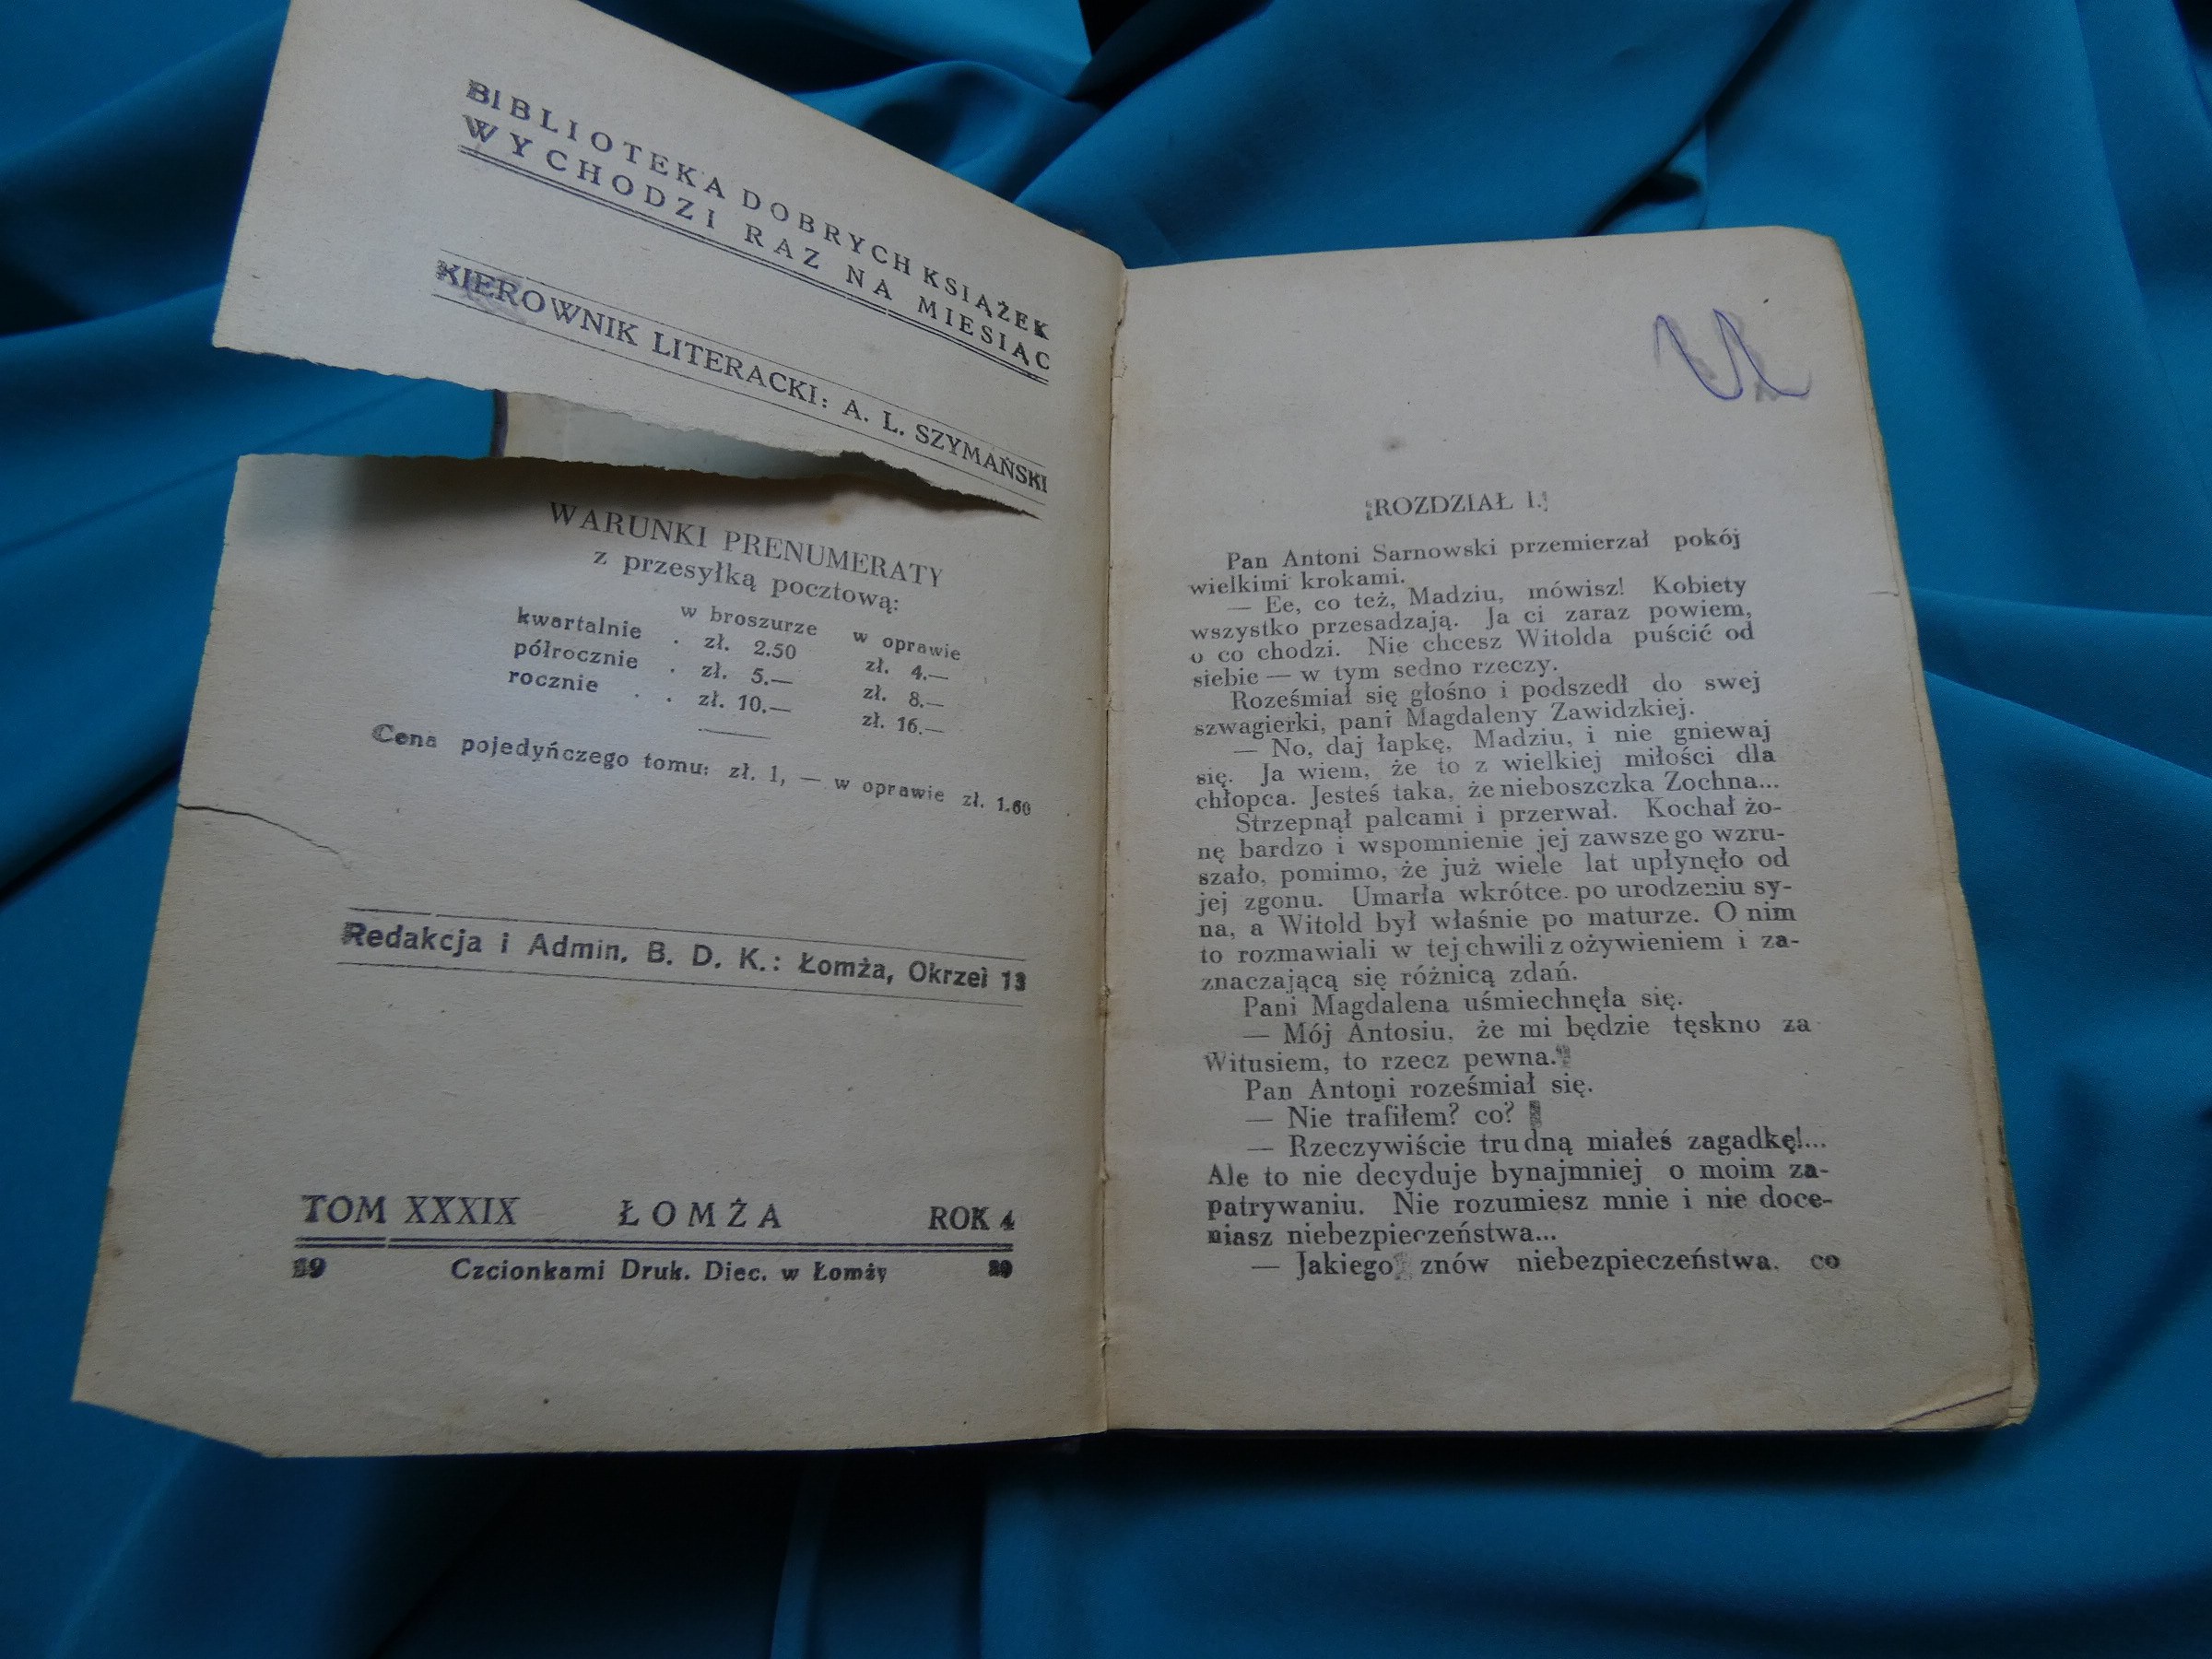 BIBLIOTEKA DOBRYCH KSIĄŻEK
WYCHODZI RAZ NA MIESIĄC
KIEROWNIK LITERACKI: A. L. SZYMAŃSKI
WARUNKI PRENUMERATY
z przesyłką pocztową:
w broszurze w oprawie
kwartalnie . zł. 2.50 zł. 4.—
półrocznie . zł. 5.— zł. 8.—
rocznie . . zł. 10.— zł. 16.—
Cena pojedyńczego tomu: zł. 1, — w oprawie zł. 1.60
Redakcja i Admin. B. D. K.: Łomża, Okrzei 13
TOM XXXIX ŁOMŻA ROK 4
Czcionkami Druk. Diec. w Łomży
ROZDZIAŁ I.
Pan Antoni Sarnowski przemierzał pokój
wielkimi krokami.
— Ee, co też, Madziu, mówisz! Kobiety
wszystko przesadzają. Ja ci zaraz powiem,
o co chodzi. Nie chcesz Witolda puścić od
siebie — w tym sedno rzeczy.
Roześmiał się głośno i podszedł do swej
szwagierki, pani Magdaleny Zawidzkiej.
— No, daj łapkę, Madziu, i nie gniewaj
się. Ja wiem, że to z wielkiej miłości dla
chłopca. Jesteś taka, że nieboszczka Zochna...
Strzepnął palcami i przerwał. Kochał żo-
nę bardzo i wspomnienie jej zawsze go wzru-
szało, pomimo, że już wiele lat upłynęło od
jej zgonu. Umarła wkrótce. po urodzeniu sy-
na, a Witold był właśnie po maturze. O nim
to rozmawiali w tej chwili z ożywieniem i za-
znaczającą się różnicą zdań.
Pani Magdalena uśmiechnęła się.
— Mój Antosiu, że mi będzie tęskno za
Witusiem, to rzecz pewna.
Pan Antoni roześmiał się.
— Nie trafiłem? co?
— Rzeczywiście trudną miałeś zagadkę!...
Ale to nie decyduje bynajmniej o moim za-
patrywaniu. Nie rozumiesz mnie i nie doce-
niasz niebezpieczeństwa...
— Jakiego znów niebezpieczeństwa, co